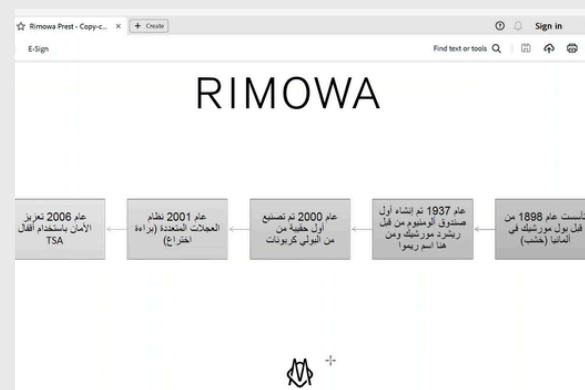 Rimowa Prest - Copy-c...
+ Create
Sign in
E-Sign
Find text or tools
RIMOWA
تأسست عام 1898 من
قبل بول مورشيك في
ألمانيا (خشب)
عام 1937 تم إنشاء أول
صندوق ألومنيوم من قبل
ريشرد مورشيك ومن
هنا اسم ريموا
عام 2000 تم تصنيع
أول حقيبة من
من البولي كربونات
عام 2001 نظام
العجلات المتعددة (براءة
اختراع)
عام 2006 تعزيز
الأمان باستخدام أقفال
TSA